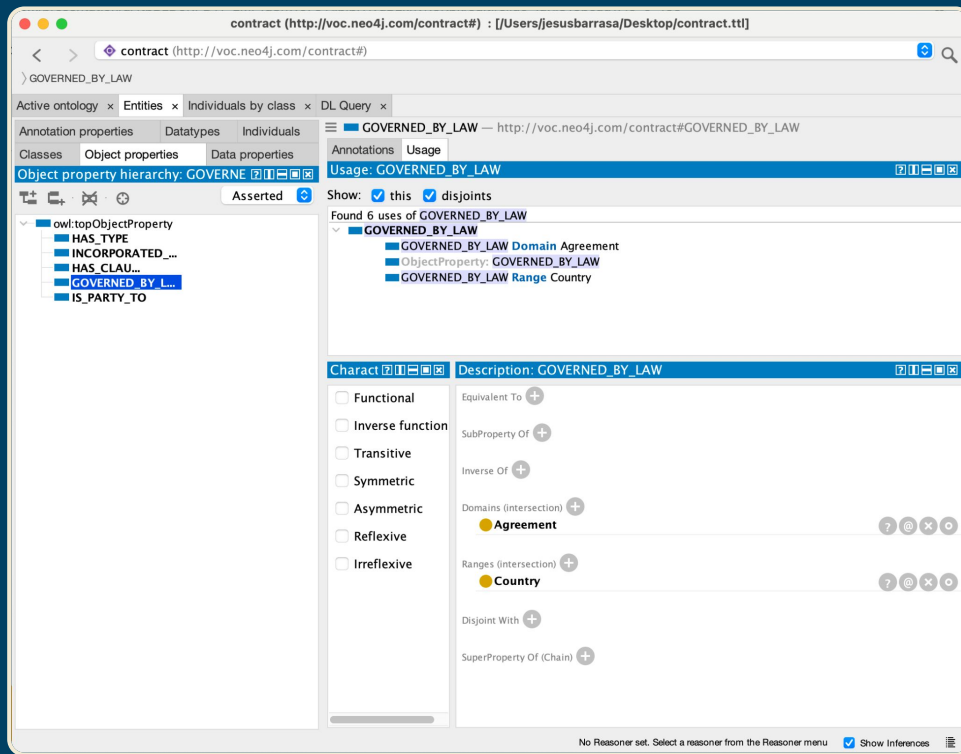 contract (http://voc.neo4j.com/contract#) : [/Users/jesusbarrasa/Desktop/contract.ttl]
contract (http://voc.neo4j.com/contract#)
GOVERNED_BY_LAW
Active ontology × Entities × Individuals by class × DL Query ×
Annotation properties Datatypes Individuals
Classes Object properties Data properties
Object property hierarchy: GOVERNE
Asserted
owl:topObjectProperty
HAS_TYPE
INCORPORATED_...
HAS_CLAU...
GOVERNED_BY_L...
IS_PARTY_TO
GOVERNED_BY_LAW — http://voc.neo4j.com/contract#GOVERNED_BY_LAW
Annotations Usage
Usage: GOVERNED_BY_LAW
Show: this disjoints
Found 6 uses of GOVERNED_BY_LAW
GOVERNED_BY_LAW
GOVERNED_BY_LAW Domain Agreement
ObjectProperty: GOVERNED_BY_LAW
GOVERNED_BY_LAW Range Country
Charact
Functional
Inverse function
Transitive
Symmetric
Asymmetric
Reflexive
Irreflexive
Description: GOVERNED_BY_LAW
Equivalent To
SubProperty Of
Inverse Of
Domains (intersection)
Agreement
Ranges (intersection)
Country
Disjoint With
SuperProperty Of (Chain)
No Reasoner set. Select a reasoner from the Reasoner menu Show Inferences